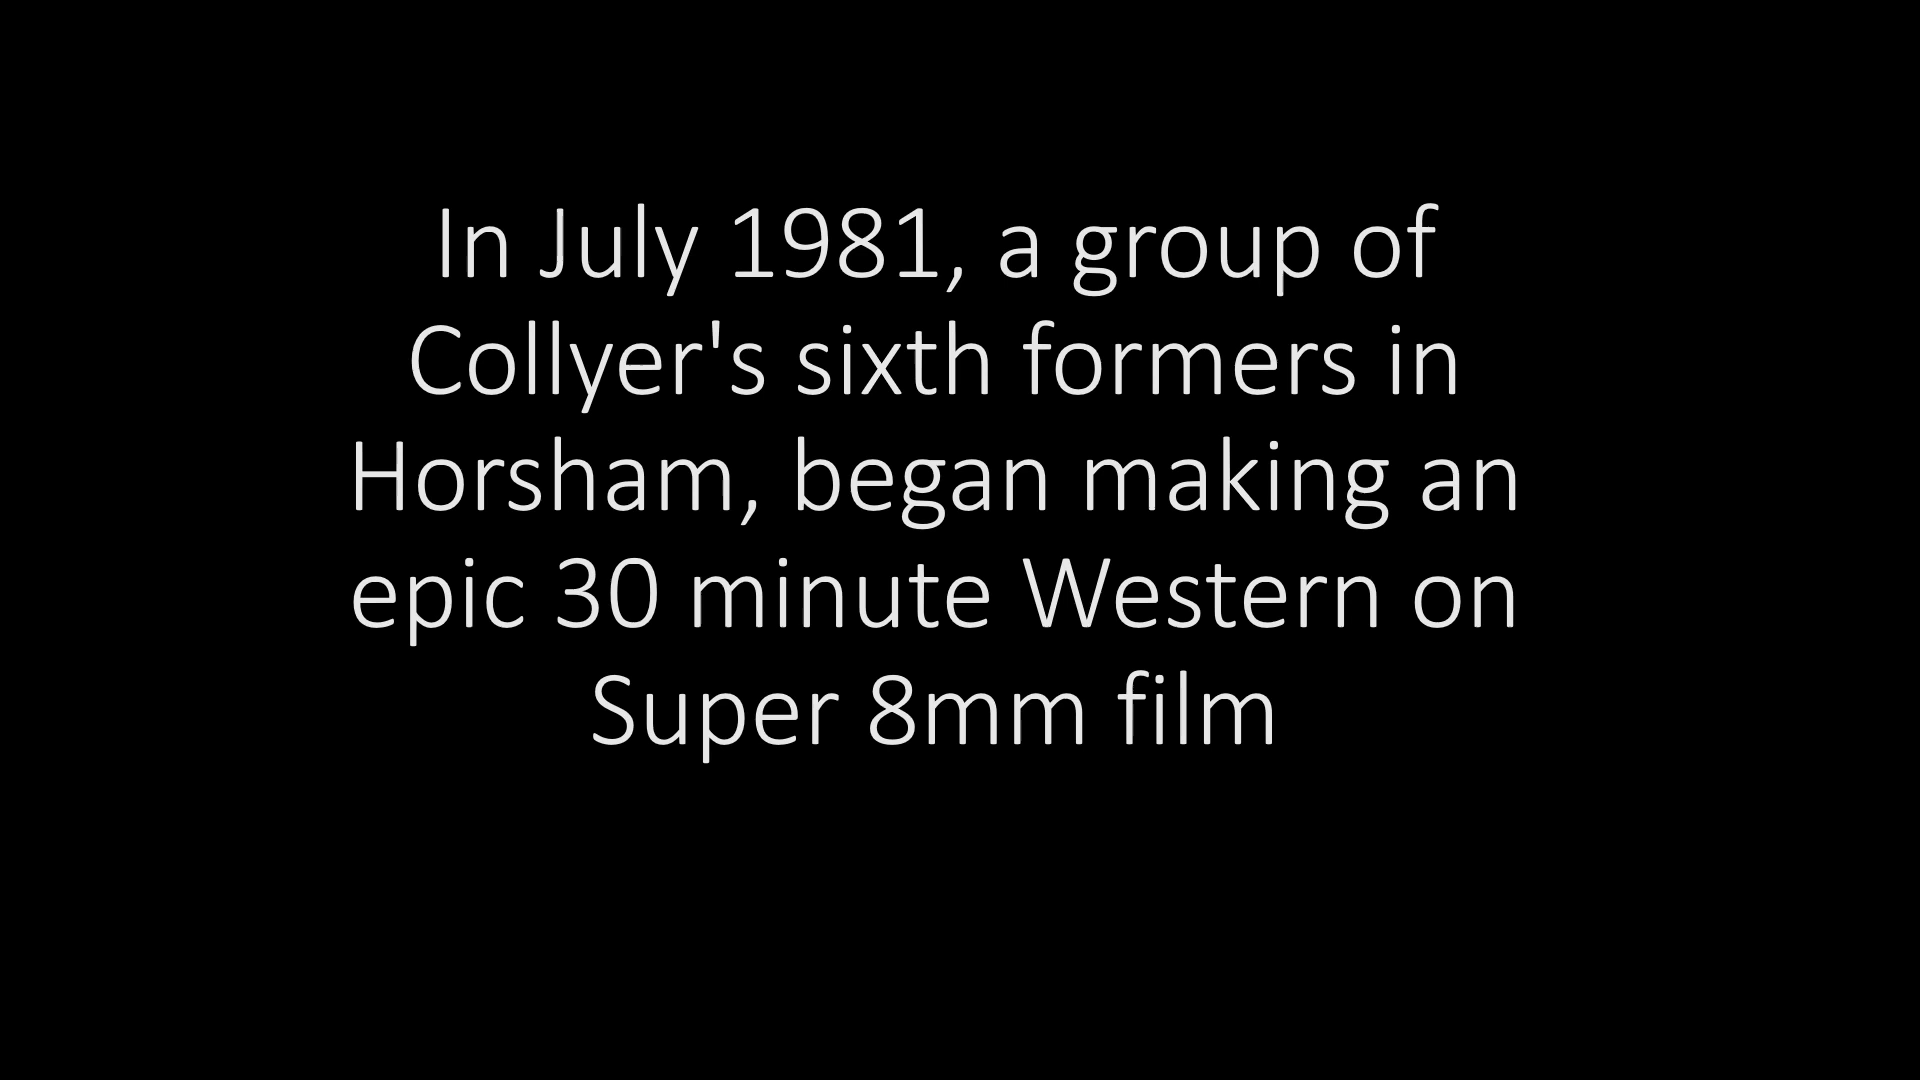 In July 1981, a group of
Collyer's sixth formers in
Horsham, began making an
epic 30 minute Western on
Super 8mm film